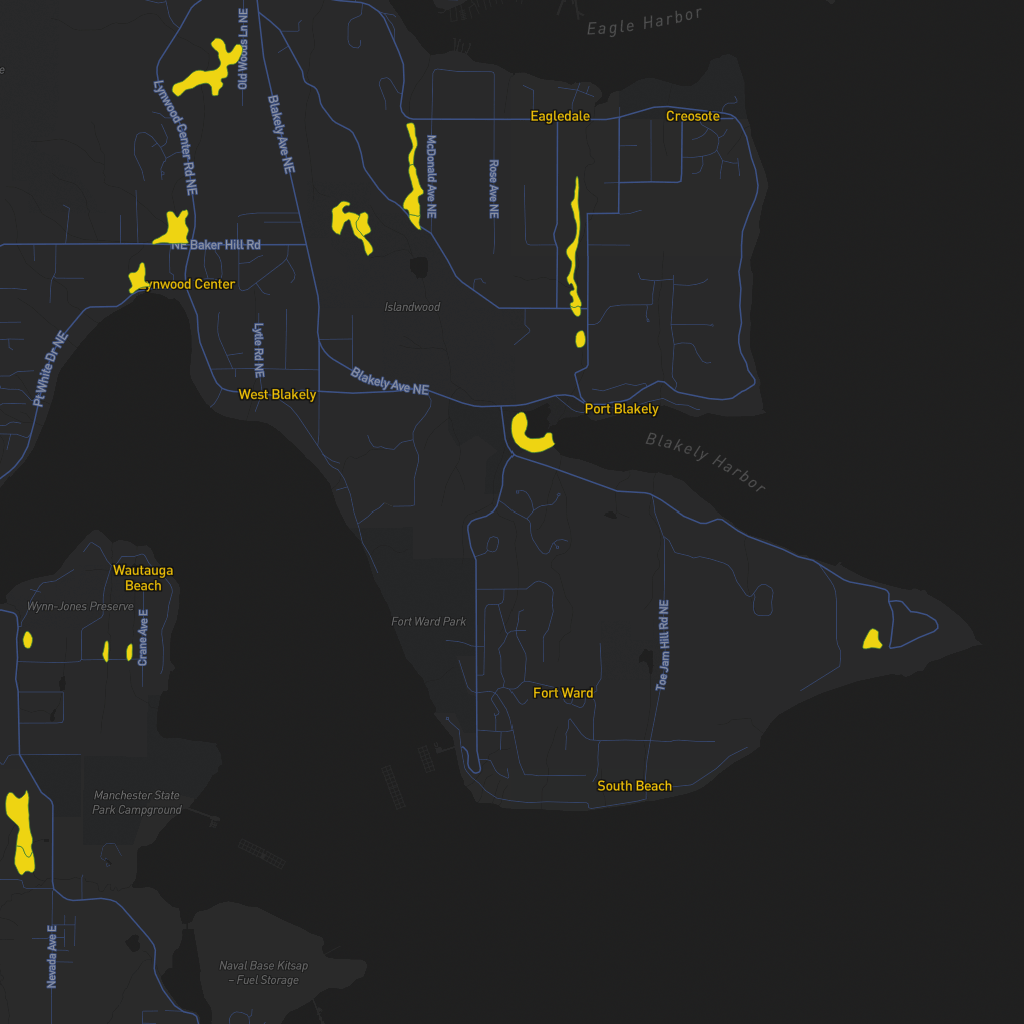 Eagle Harbor
Old Woods Ln NE
Lynwood Center Rd NE
Blakely Ave NE
Eagledale
Creosote
McDonald Ave NE
Rose Ave NE
NE Baker Hill Rd
Lynwood Center
Islandwood
Pt White Dr NE
Lytle Rd NE
Blakely Ave NE
West Blakely
Port Blakely
Blakely Harbor
Wautauga
Beach
Wynn-Jones Preserve
Crane Ave E
Fort Ward Park
Toe Jam Hill Rd NE
Fort Ward
South Beach
Manchester State
Park Campground
Nevada Ave E
Naval Base Kitsap
– Fuel Storage